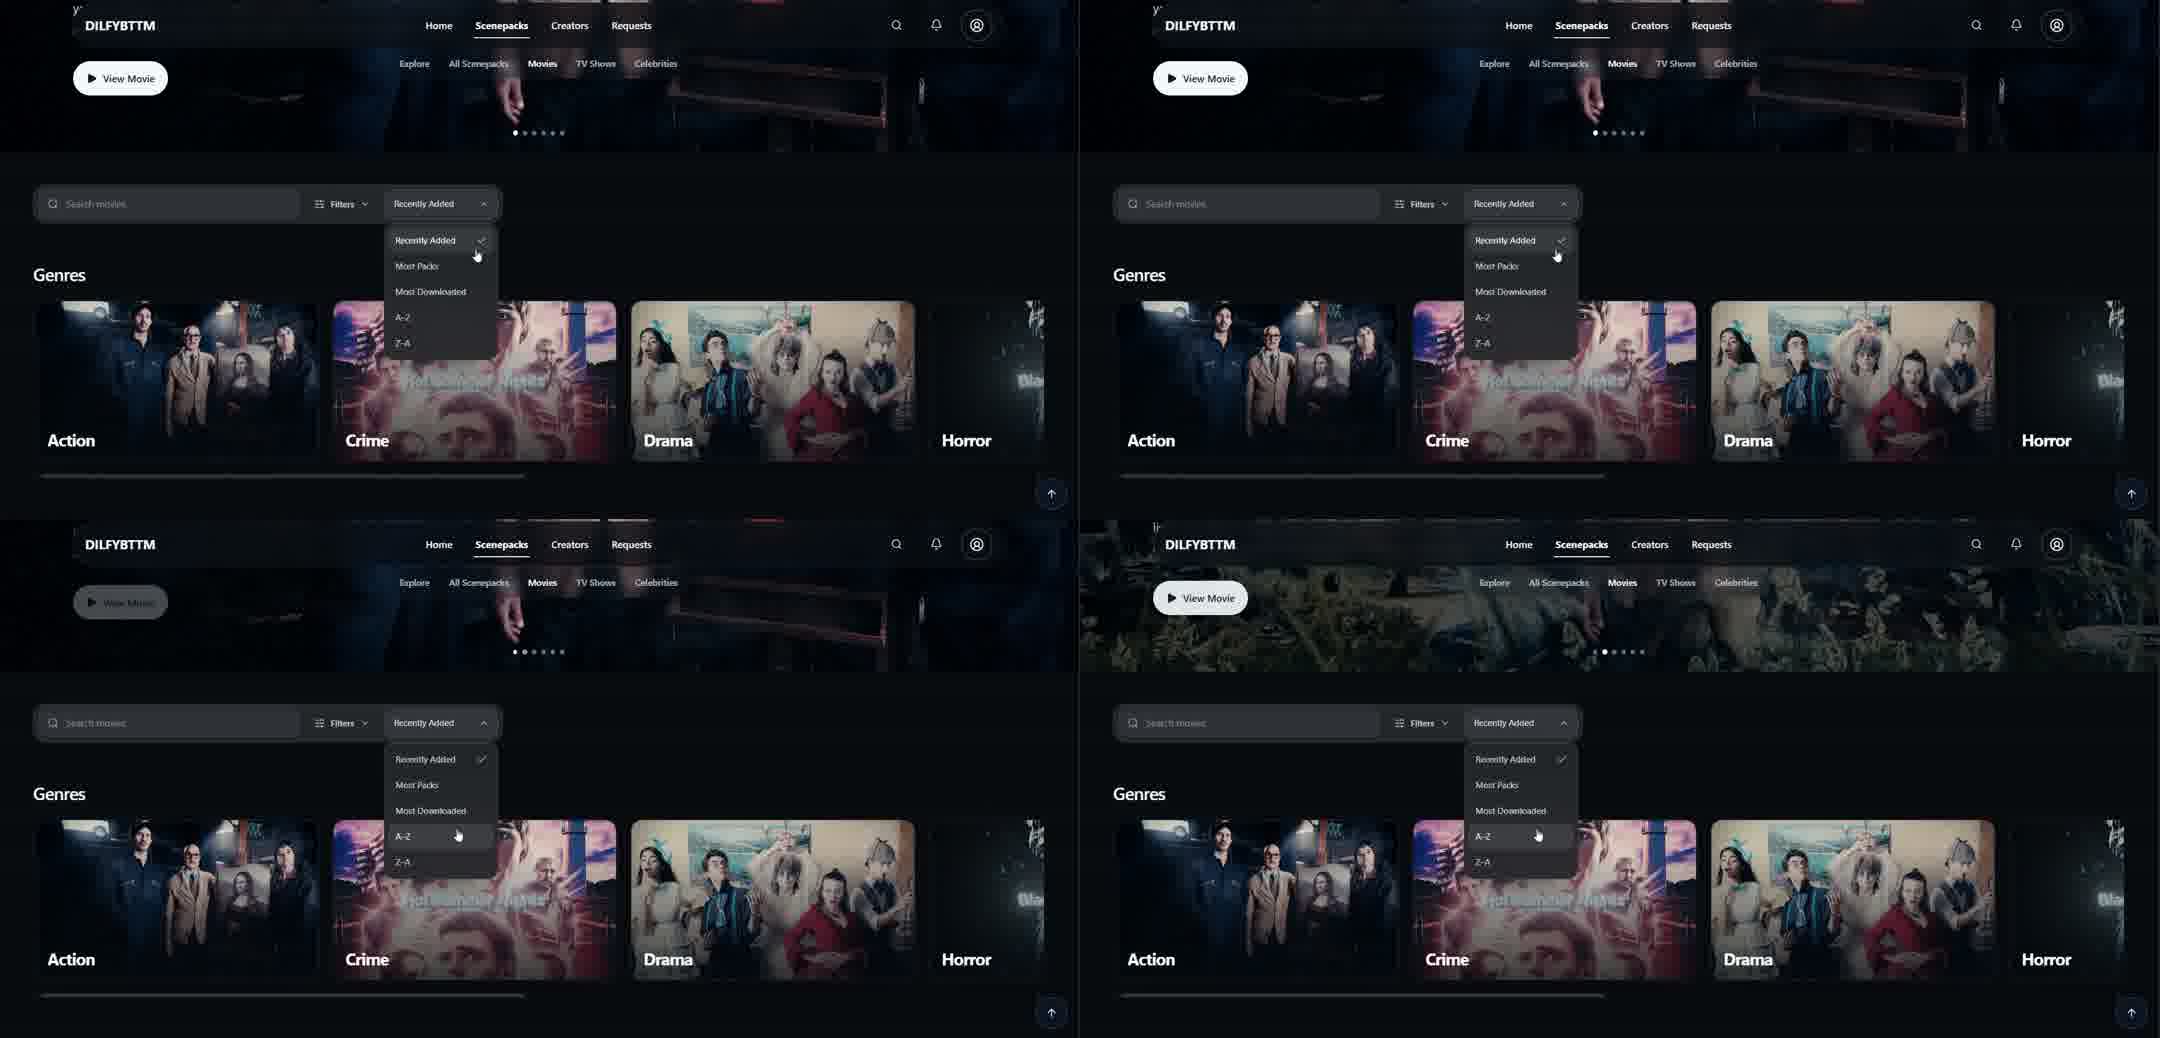 DILFYBTTM Home Scenepacks Creators Requests
Explore All Scenepacks Movies TV Shows Celebrities
View Movie
Search movies Filters Recently Added
Recently Added
Most Packs
Most Downloaded
A-Z
Z-A
Genres
Action Crime Drama Horror
DILFYBTTM Home Scenepacks Creators Requests
Explore All Scenepacks Movies TV Shows Celebrities
View Movie
Search movies Filters Recently Added
Recently Added
Most Packs
Most Downloaded
A-Z
Z-A
Genres
Action Crime Drama Horror
DILFYBTTM Home Scenepacks Creators Requests
Explore All Scenepacks Movies TV Shows Celebrities
View Movie
Search movies Filters Recently Added
Recently Added
Most Packs
Most Downloaded
A-Z
Z-A
Genres
Action Crime Drama Horror
DILFYBTTM Home Scenepacks Creators Requests
Explore All Scenepacks Movies TV Shows Celebrities
View Movie
Search movies Filters Recently Added
Recently Added
Most Packs
Most Downloaded
A-Z
Z-A
Genres
Action Crime Drama Horror